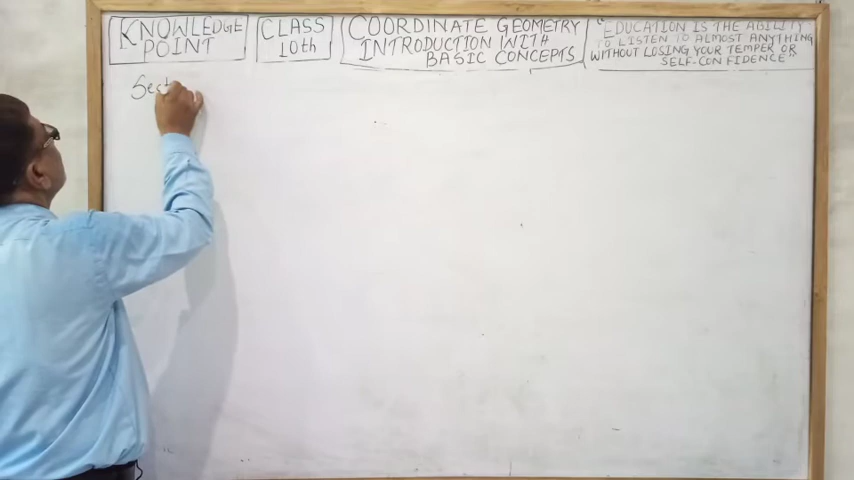 KNOWLEDGE
POINT
CLASS
10th
COORDINATE GEOMETRY
INTRODUCTION WITH
BASIC CONCEPTS
"EDUCATION IS THE ABILITY
TO LISTEN TO ALMOST ANYTHING
WITHOUT LOSING YOUR TEMPER OR
SELF-CONFIDENCE"
Sect